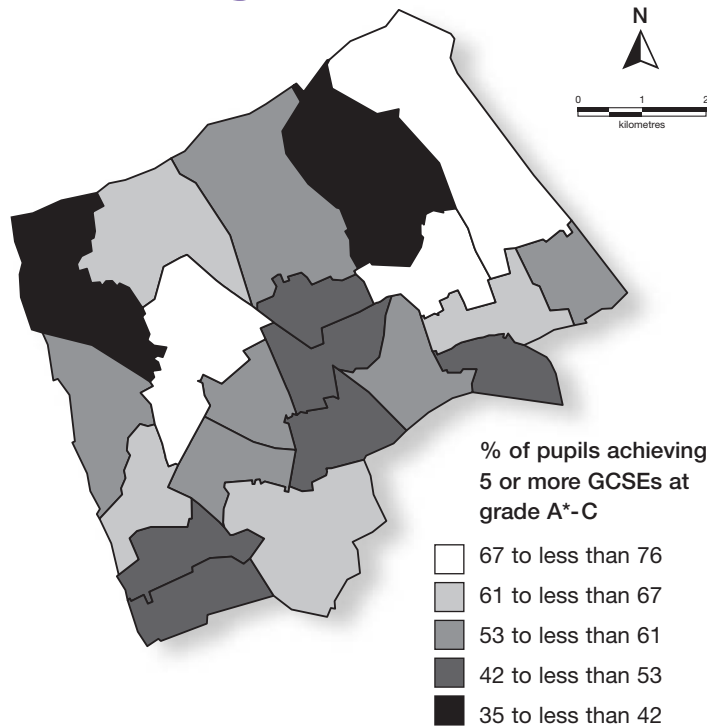 N
0 1 2
kilometres
% of pupils achieving
5 or more GCSEs at
grade A*-C
67 to less than 76
61 to less than 67
53 to less than 61
42 to less than 53
35 to less than 42